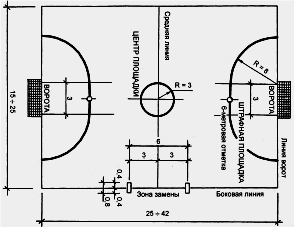 Средняя линия
ЦЕНТР ПЛОЩАДКИ
R = 3
R = 6
ВОРОТА
3
15 ÷ 25
ВОРОТА
3
ШТРАФНАЯ ПЛОЩАДКА
6-метровая отметка
Линия ворот
6
3
3
0,4
0,4
0,8
Зона замены
Боковая линия
25 ÷ 42